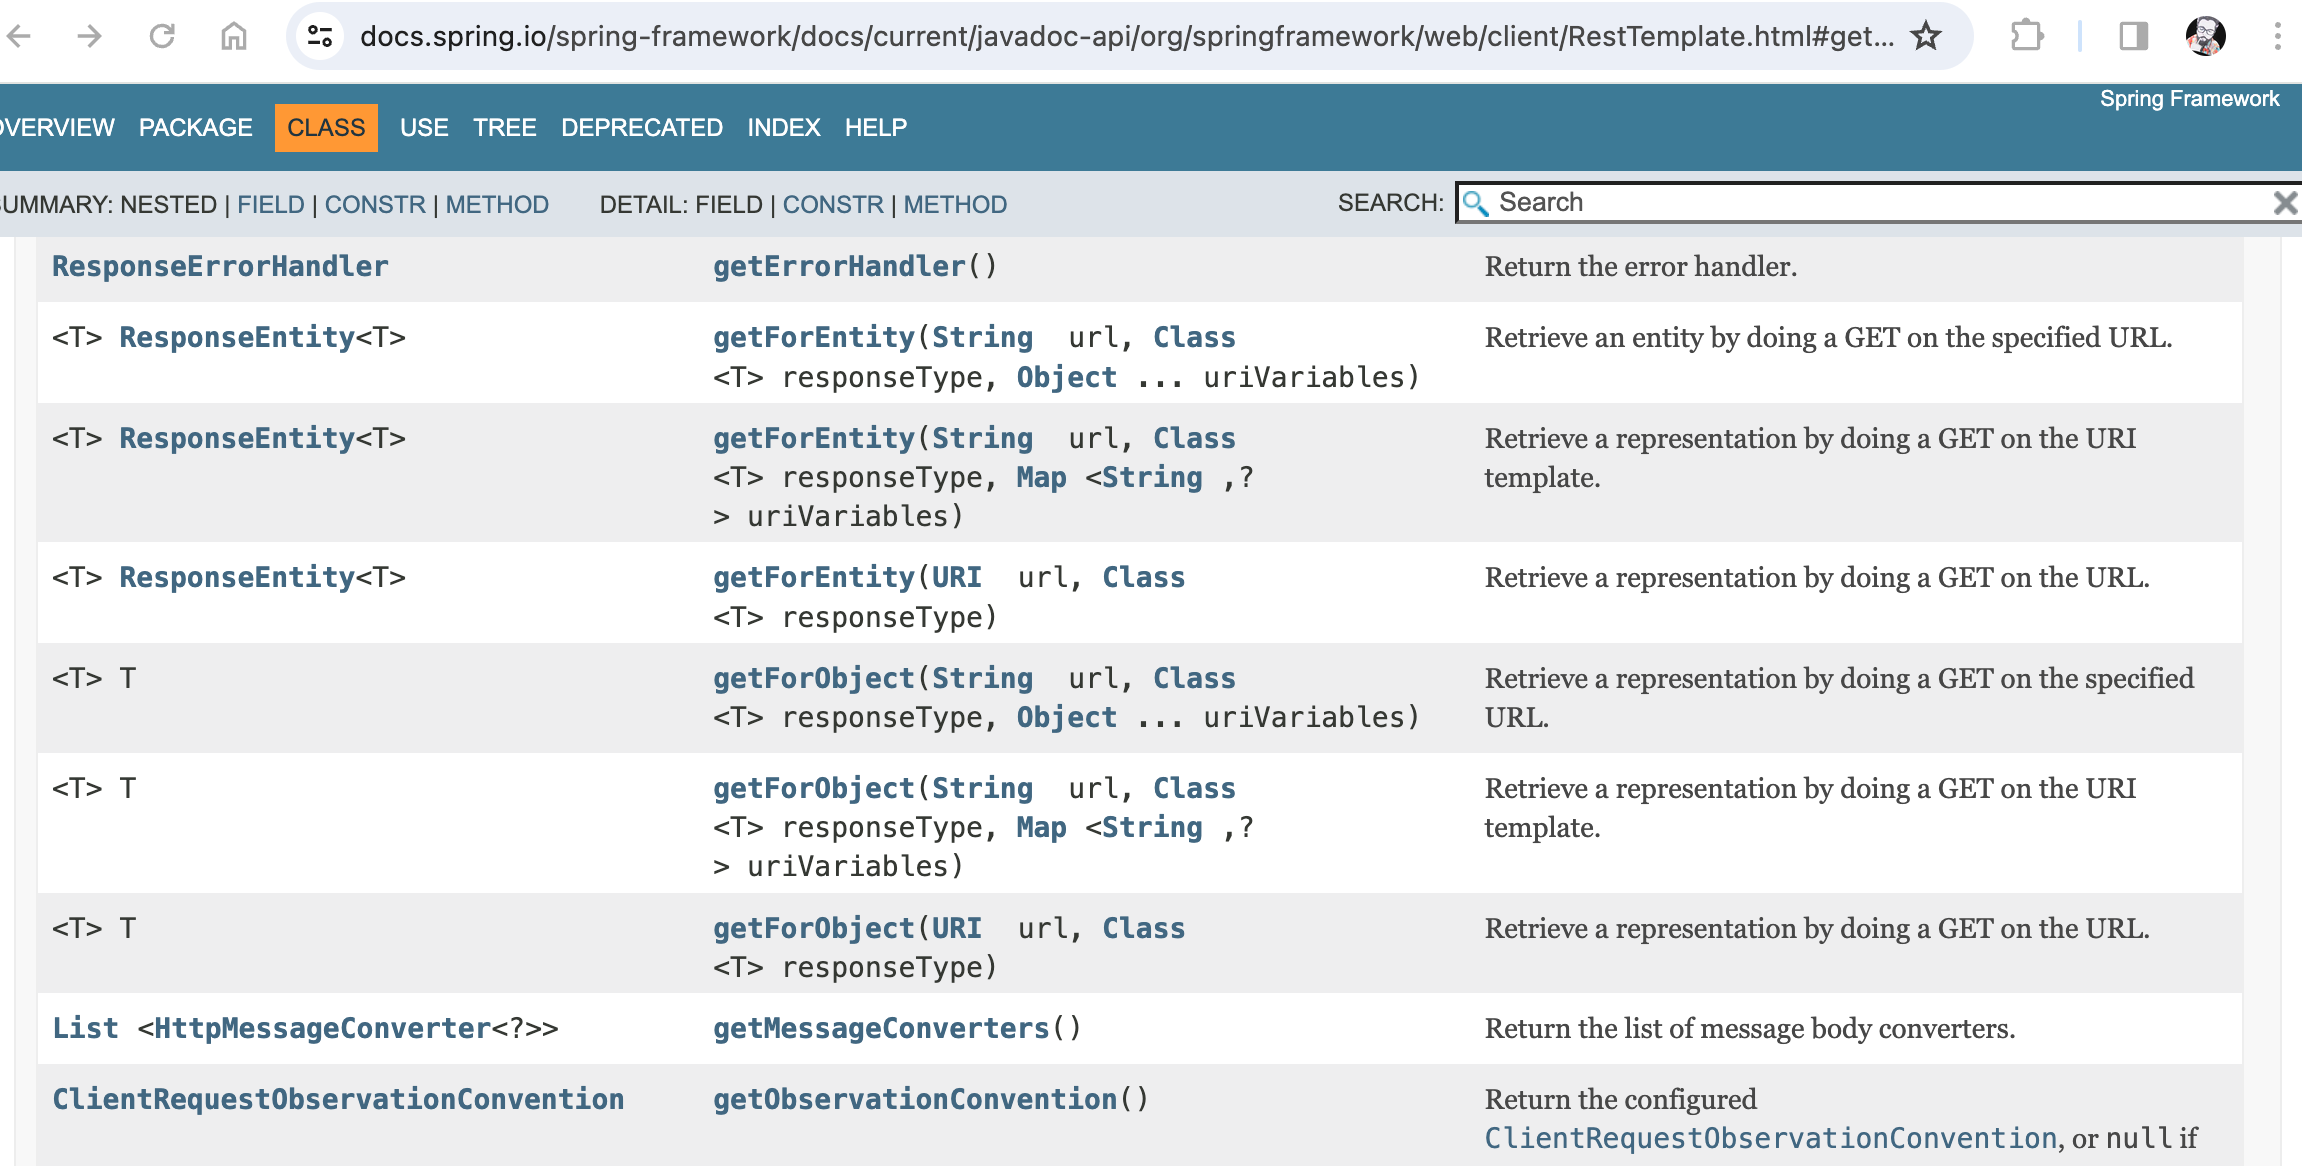 docs.spring.io/spring-framework/docs/current/javadoc-api/org/springframework/web/client/RestTemplate.html#get...
Spring Framework
OVERVIEW PACKAGE CLASS USE TREE DEPRECATED INDEX HELP
SUMMARY: NESTED | FIELD | CONSTR | METHOD DETAIL: FIELD | CONSTR | METHOD SEARCH: Search
ResponseErrorHandler getErrorHandler() Return the error handler.
<T> ResponseEntity<T> getForEntity(String url, Class Retrieve an entity by doing a GET on the specified URL.
<T> responseType, Object ... uriVariables)
<T> ResponseEntity<T> getForEntity(String url, Class Retrieve a representation by doing a GET on the URI
<T> responseType, Map <String ,? template.
> uriVariables)
<T> ResponseEntity<T> getForEntity(URI url, Class Retrieve a representation by doing a GET on the URL.
<T> responseType)
<T> T getForObject(String url, Class Retrieve a representation by doing a GET on the specified
<T> responseType, Object ... uriVariables) URL.
<T> T getForObject(String url, Class Retrieve a representation by doing a GET on the URI
<T> responseType, Map <String ,? template.
> uriVariables)
<T> T getForObject(URI url, Class Retrieve a representation by doing a GET on the URL.
<T> responseType)
List <HttpMessageConverter<?>> getMessageConverters() Return the list of message body converters.
ClientRequestObservationConvention getObservationConvention() Return the configured
ClientRequestObservationConvention, or null if